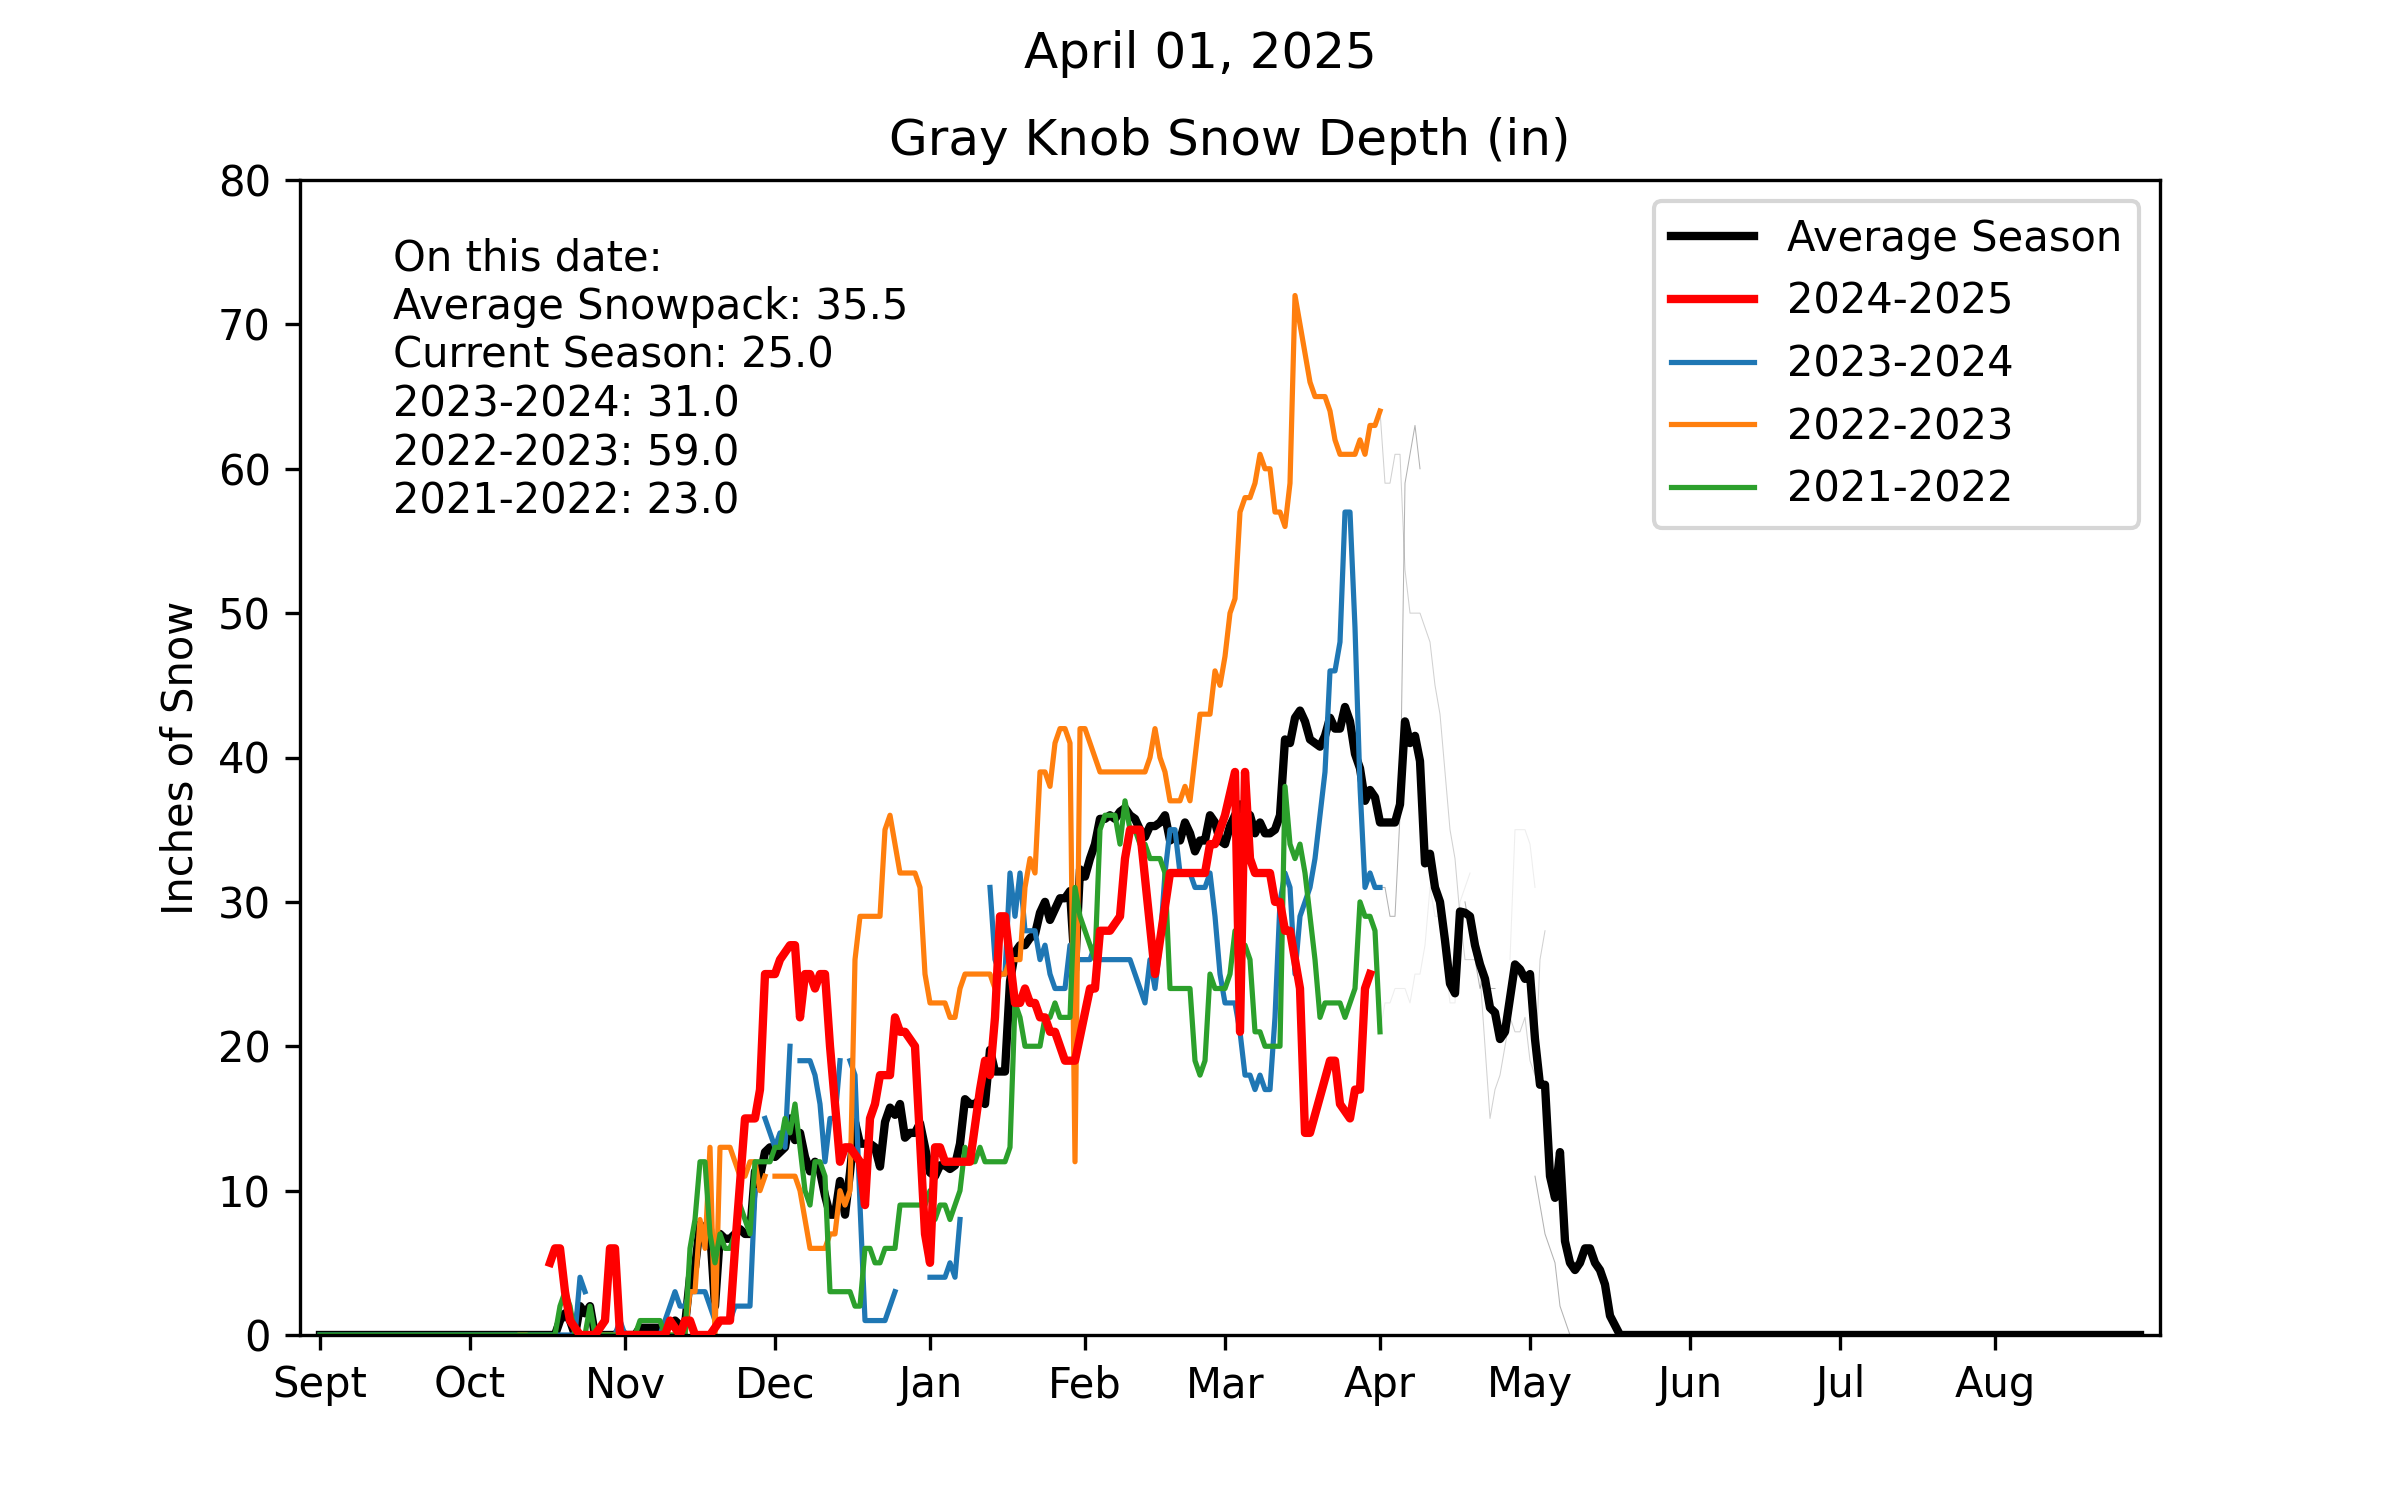 April 01, 2025
Gray Knob Snow Depth (in)
80
70
60
50
40
30
20
10
0
Inches of Snow
On this date:
Average Snowpack: 35.5
Current Season: 25.0
2023-2024: 31.0
2022-2023: 59.0
2021-2022: 23.0
Average Season
2024-2025
2023-2024
2022-2023
2021-2022
Sept Oct Nov Dec Jan Feb Mar Apr May Jun Jul Aug